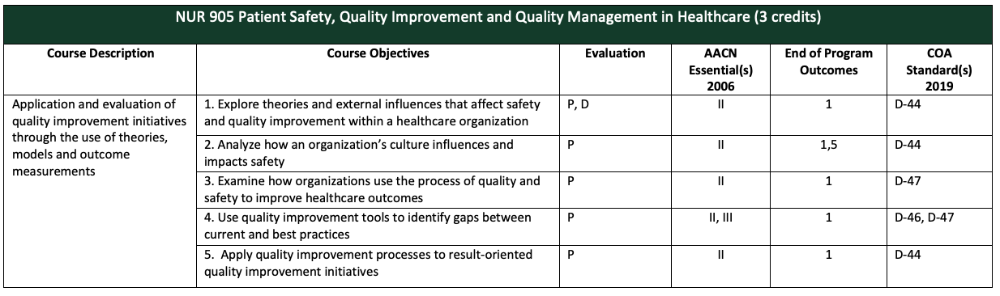 NUR 905 Patient Safety, Quality Improvement and Quality Management in Healthcare (3 credits)
Course Description
Course Objectives
Evaluation
AACN
Essential(s)
2006
End of Program
Outcomes
COA
Standard(s)
2019
Application and evaluation of
quality improvement initiatives
through the use of theories,
models and outcome
measurements
1. Explore theories and external influences that affect safety
and quality improvement within a healthcare organization
P, D
II
1
D-44
2. Analyze how an organization's culture influences and
impacts safety
P
II
1,5
D-44
3. Examine how organizations use the process of quality and
safety to improve healthcare outcomes
P
II
1
D-47
4. Use quality improvement tools to identify gaps between
current and best practices
P
II, III
1
D-46, D-47
5.  Apply quality improvement processes to result-oriented
quality improvement initiatives
P
II
1
D-44